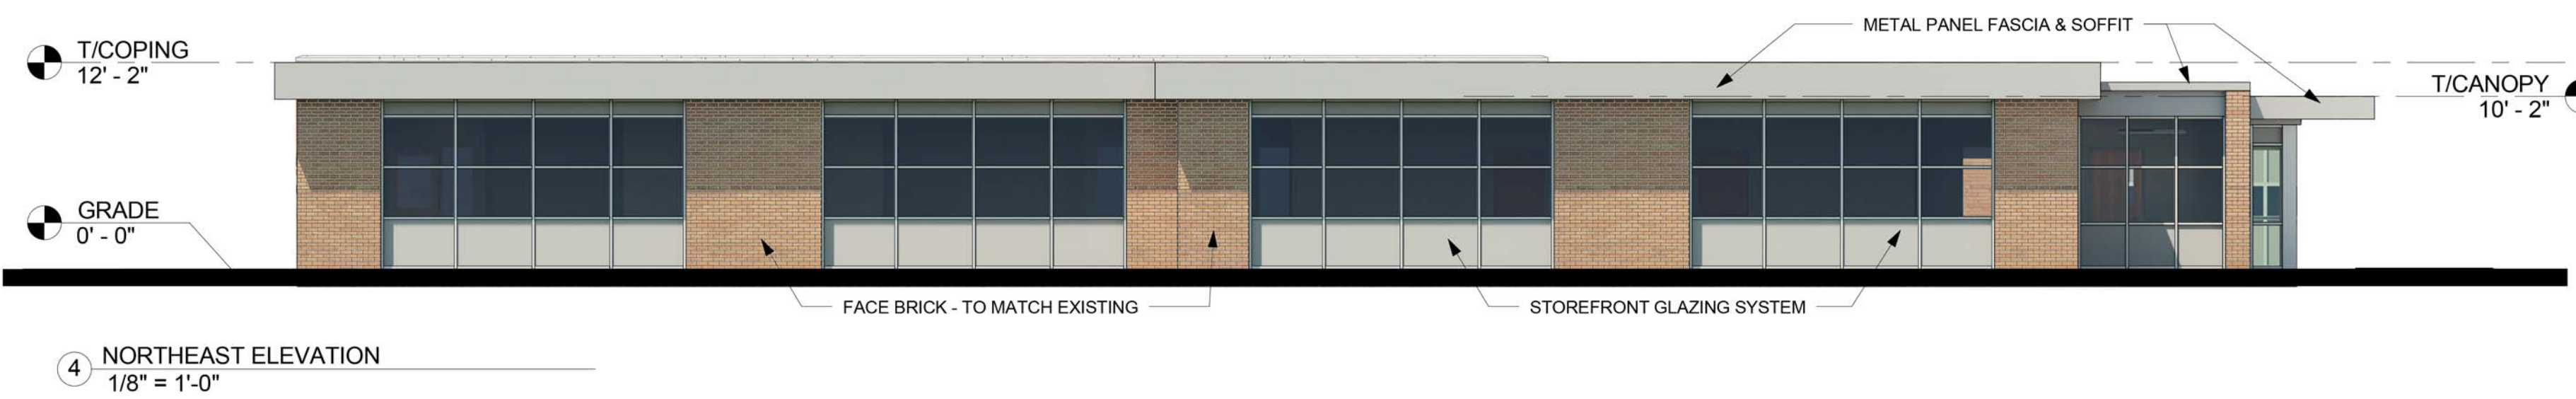 METAL PANEL FASCIA & SOFFIT
T/COPING
12' - 2"
T/CANOPY
10' - 2"
GRADE
0' - 0"
FACE BRICK - TO MATCH EXISTING
STOREFRONT GLAZING SYSTEM
4
NORTHEAST ELEVATION
1/8" = 1'-0"